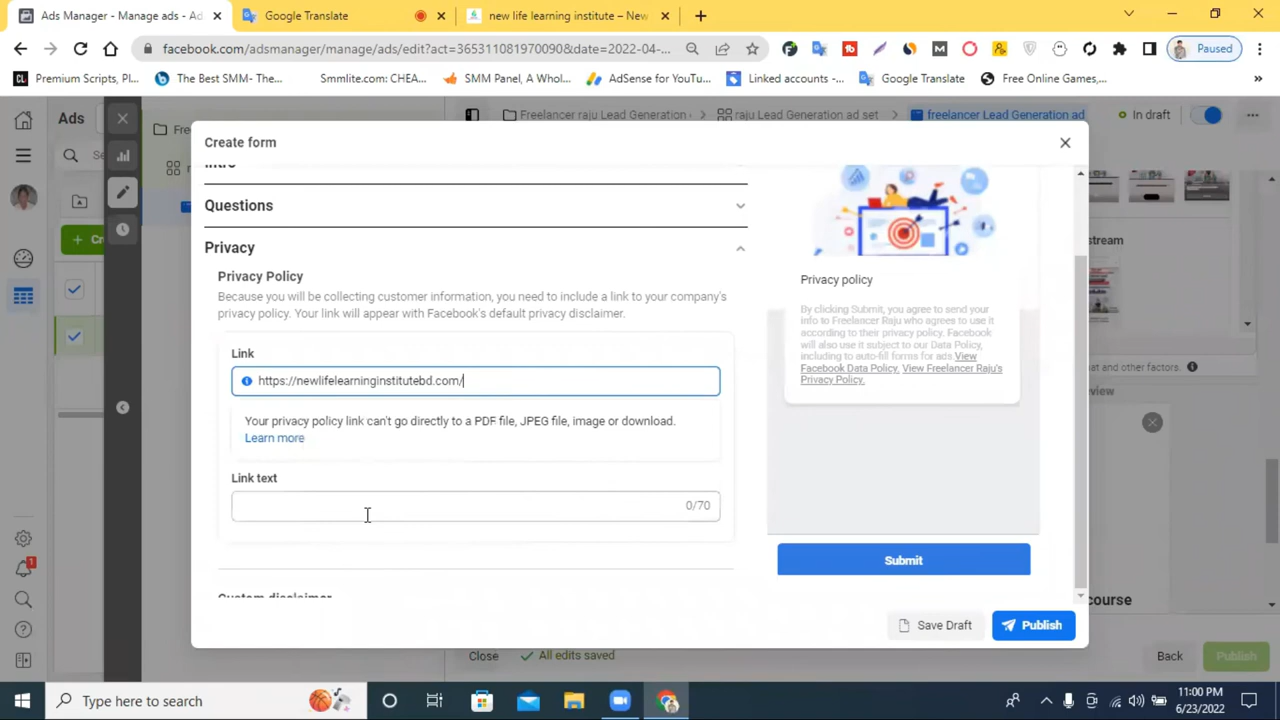 Ads Manager - Manage ads - Ad
Google Translate
new life learning institute – New
facebook.com/adsmanager/manage/ads/edit?act=365311081970090&date=2022-04-...
Paused
Premium Scripts, Pl...
The Best SMM- The...
Smmlite.com: CHEA...
SMM Panel, A Whol...
AdSense for YouTu...
Linked accounts -...
Google Translate
Free Online Games,...
Ads
Freelancer raju Lead Generation
raju Lead Generation ad set
freelancer Lead Generation ad
In draft
Create form
Intro
Questions
Privacy
Privacy Policy
Because you will be collecting customer information, you need to include a link to your company's
privacy policy. Your link will appear with Facebook's default privacy disclaimer.
Link
https://newlifelearninginstitutebd.com/
Your privacy policy link can't go directly to a PDF file, JPEG file, image or download.
Learn more
Link text
0/70
Custom disclaimer
Privacy policy
By clicking Submit, you agree to send your
info to Freelancer Raju who agrees to use it
according to their privacy policy. Facebook
will also use it subject to our Data Policy,
including to auto-fill forms for ads. View
Facebook Data Policy. View Freelancer Raju's
Privacy Policy.
Submit
Save Draft
Publish
Close
All edits saved
Back
Publish
Type here to search
11:00 PM
6/23/2022